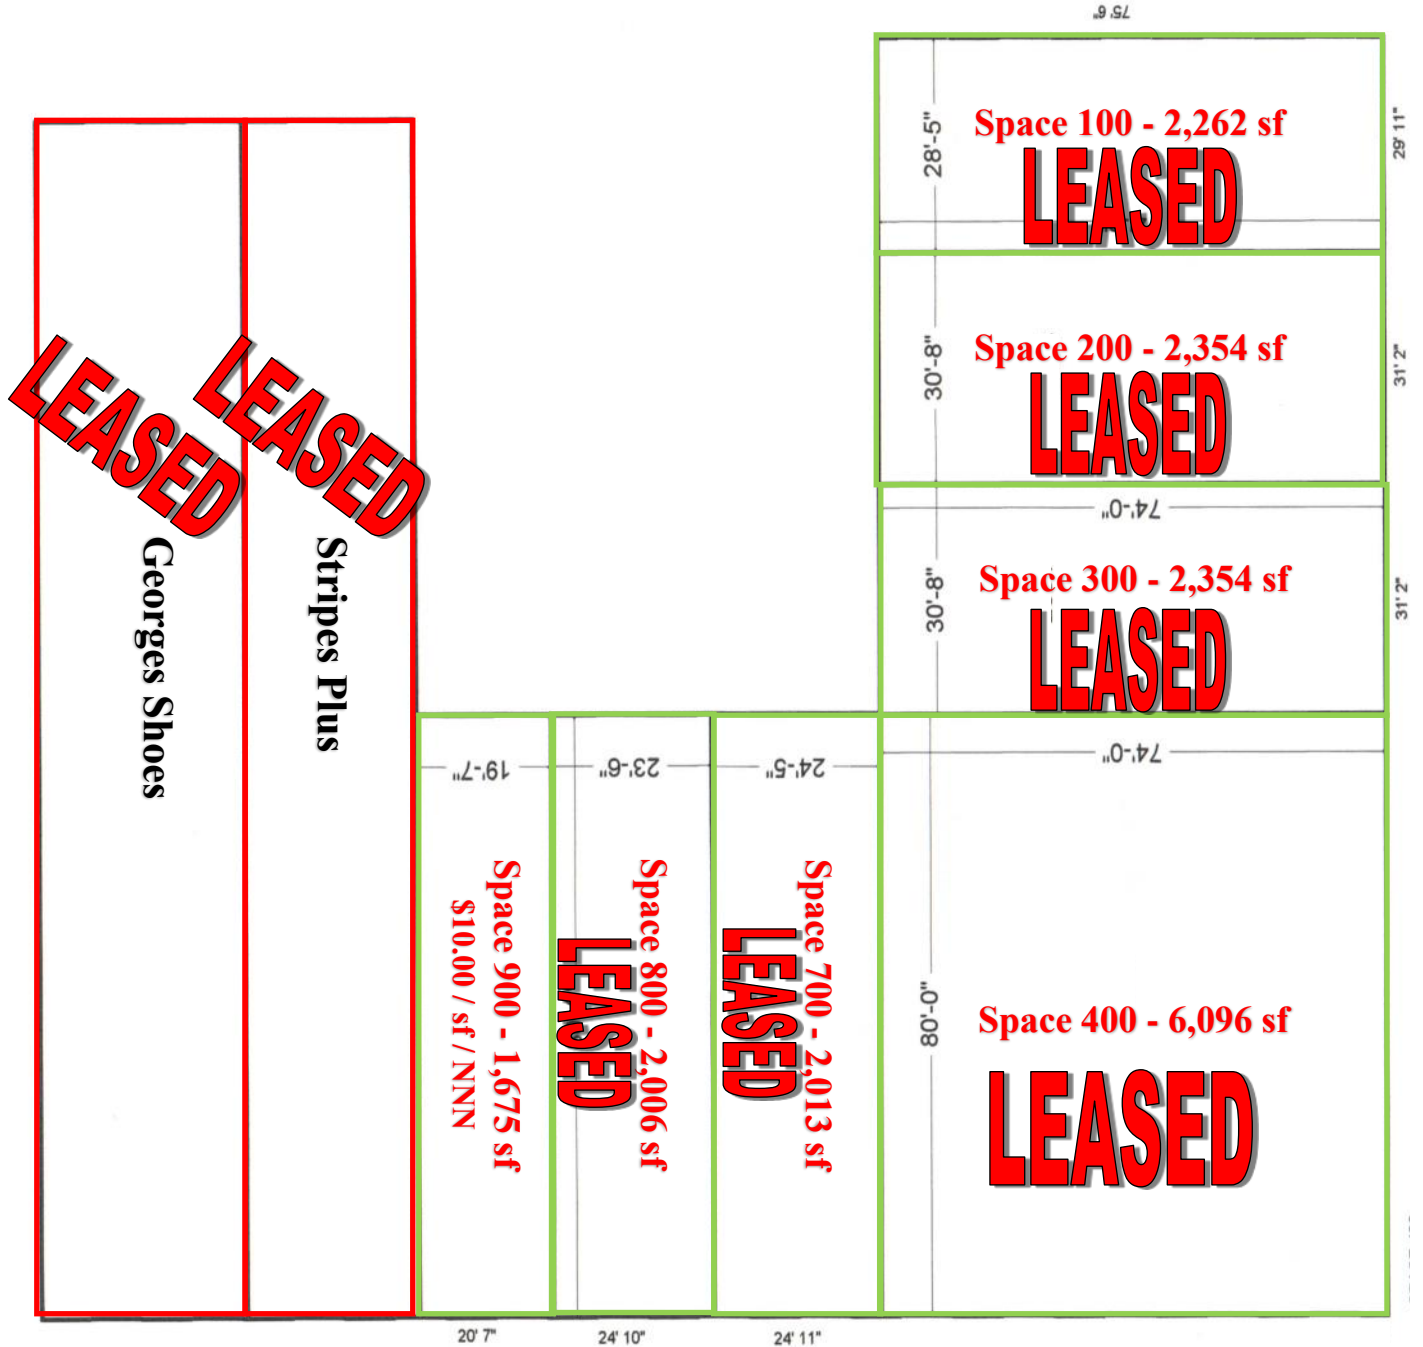 75' 6"
28'-5"
Space 100 - 2,262 sf
LEASED
29' 11"
30'-8"
Space 200 - 2,354 sf
LEASED
31' 2"
74'-0"
30'-8"
Space 300 - 2,354 sf
LEASED
31' 2"
LEASED
Georges Shoes
LEASED
Stripes Plus
19'-7"
Space 900 - 1,675 sf
$10.00 / sf / NNN
23'-6"
Space 800 - 2,006 sf
LEASED
24'-5"
Space 700 - 2,013 sf
LEASED
74'-0"
80'-0"
Space 400 - 6,096 sf
LEASED
20' 7"
24' 10"
24' 11"